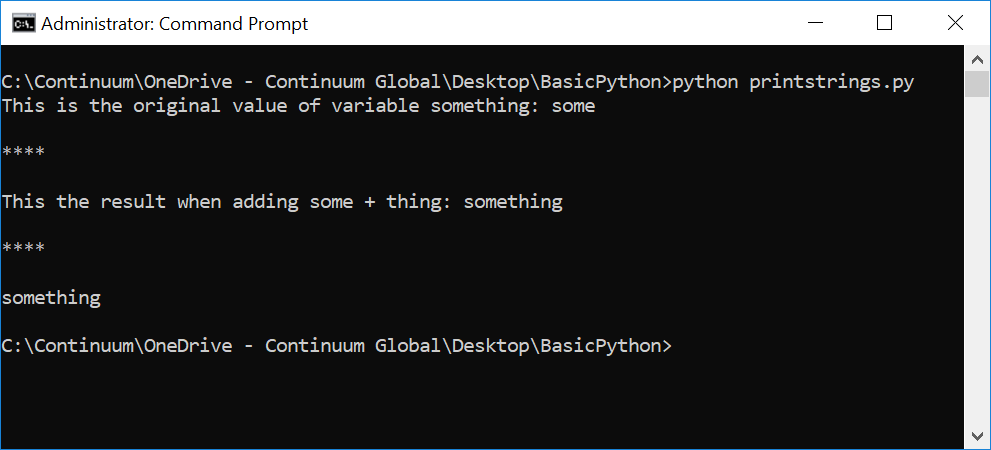 Administrator: Command Prompt
C:\Continuum\OneDrive - Continuum Global\Desktop\BasicPython>python printstrings.py
This is the original value of variable something: some
****
This the result when adding some + thing: something
****
something
C:\Continuum\OneDrive - Continuum Global\Desktop\BasicPython>